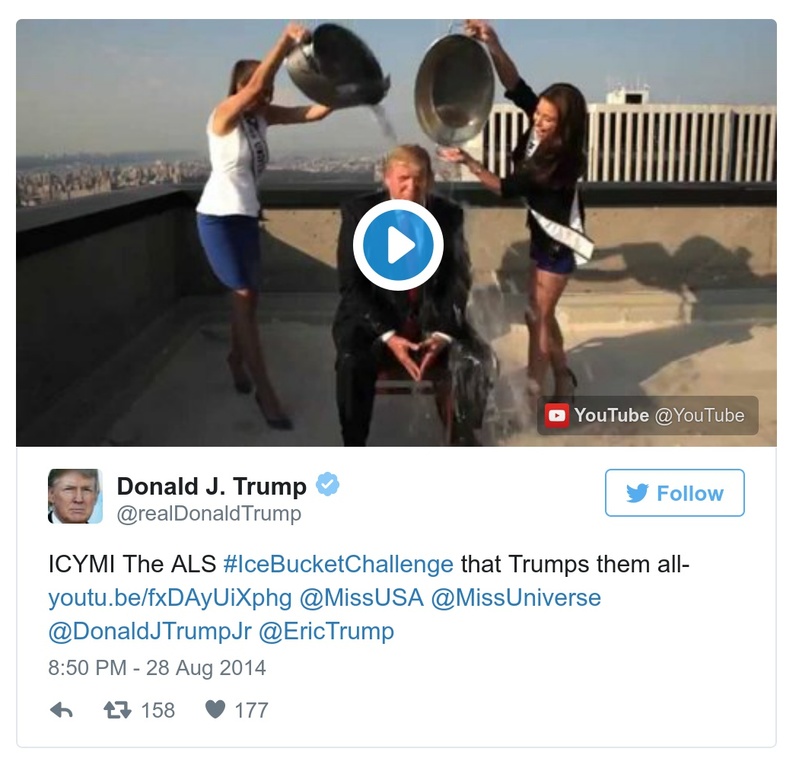 YouTube @YouTube
Donald J. Trump
@realDonaldTrump
Follow
ICYMI The ALS #IceBucketChallenge that Trumps them all-
youtu.be/fxDAyUiXphg @MissUSA @MissUniverse
@DonaldJTrumpJr @EricTrump
8:50 PM - 28 Aug 2014
158 177